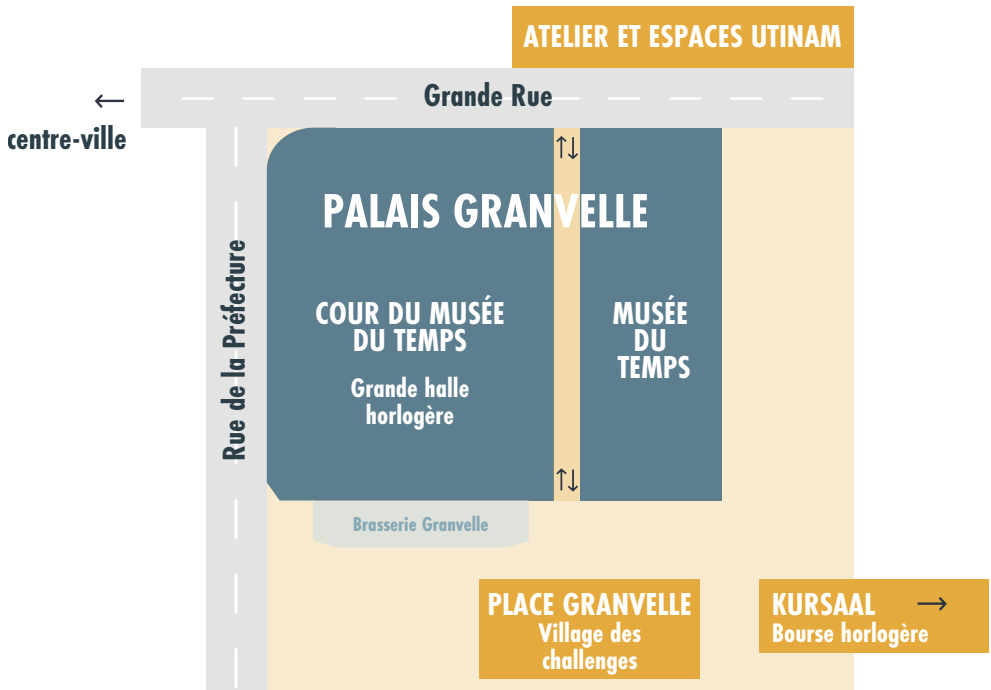 ATELIER ET ESPACES UTINAM
Grande Rue
←
centre-ville
↑↓
PALAIS GRANVELLE
Rue de la Préfecture
COUR DU MUSÉE
DU TEMPS
Grande halle
horlogère
MUSÉE
DU
TEMPS
↑↓
Brasserie Granvelle
PLACE GRANVELLE
Village des
challenges
KURSAAL →
Bourse horlogère